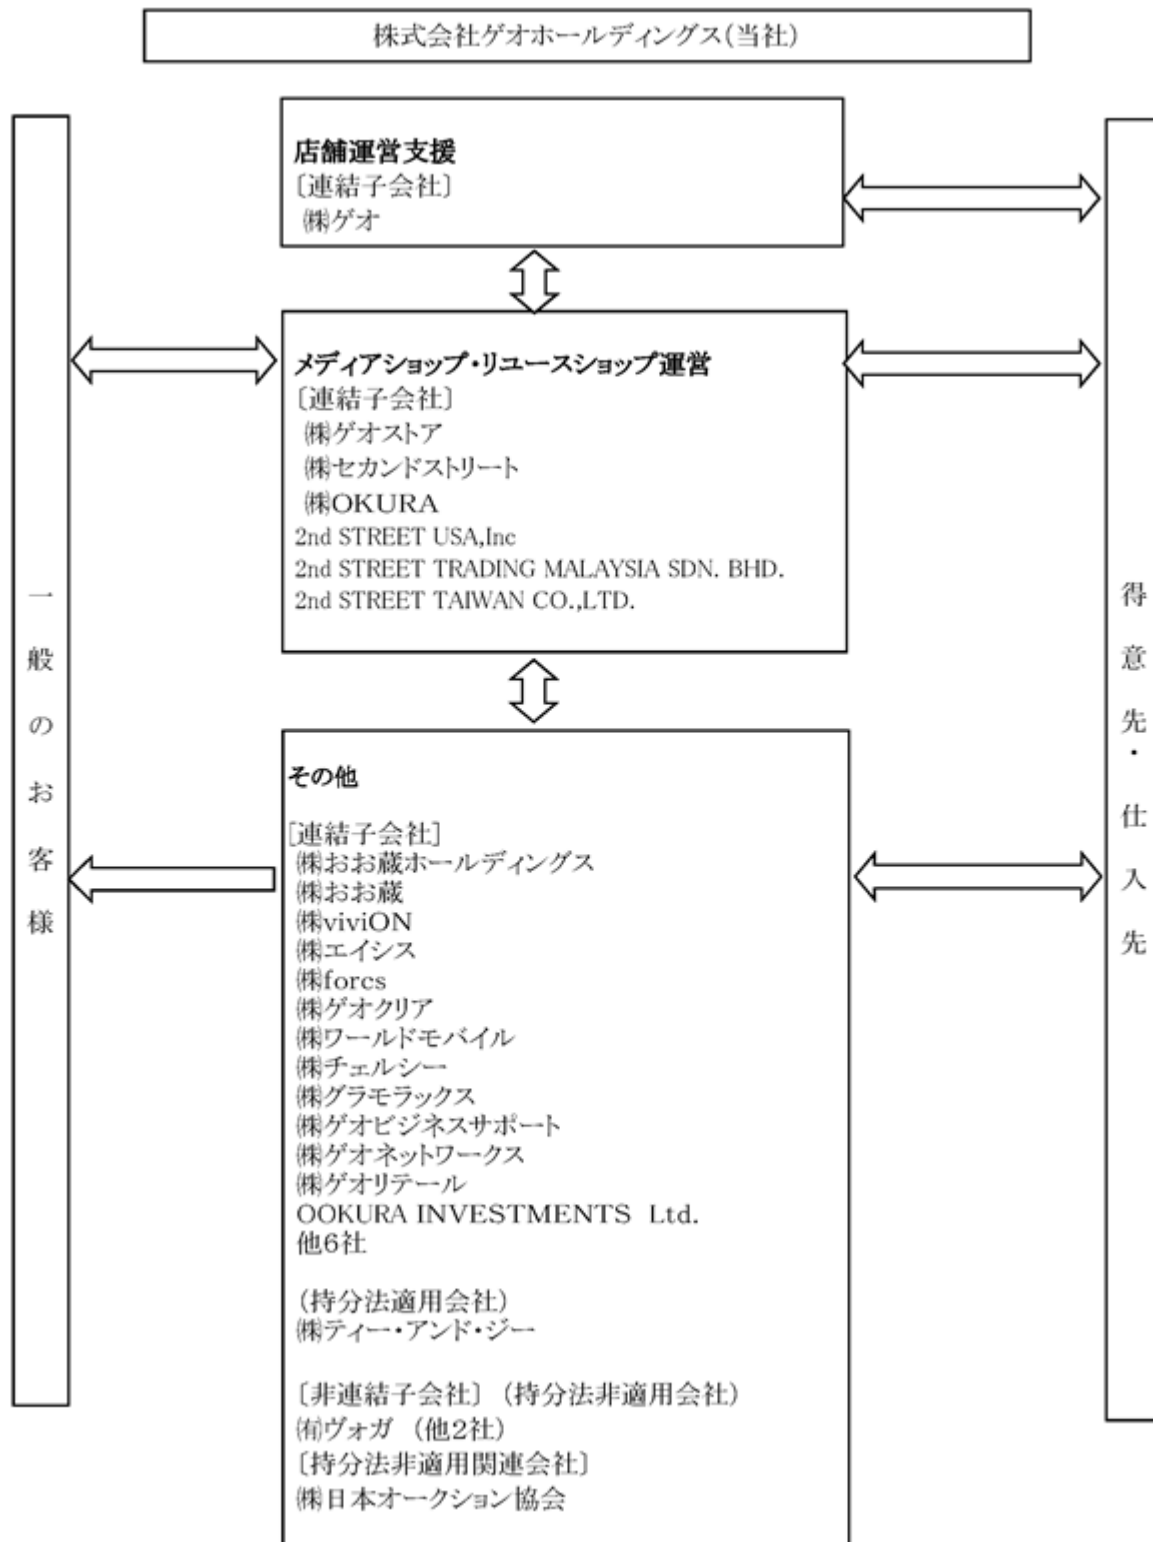 株式会社ゲオホールディングス(当社)
店舗運営支援
〔連結子会社〕
㈱ゲオ
メディアショップ・リユースショップ運営
〔連結子会社〕
㈱ゲオストア
㈱セカンドストリート
㈱OKURA
2nd STREET USA,Inc
2nd STREET TRADING MALAYSIA SDN. BHD.
2nd STREET TAIWAN CO.,LTD.
その他
[連結子会社]
㈱おお蔵ホールディングス
㈱おお蔵
㈱viviON
㈱エイシス
㈱forcs
㈱ゲオクリア
㈱ワールドモバイル
㈱チェルシー
㈱グラモラックス
㈱ゲオビジネスサポート
㈱ゲオネットワークス
㈱ゲオリテール
OOKURA INVESTMENTS Ltd.
他6社
(持分法適用会社)
㈱ティー・アンド・ジー
〔非連結子会社〕(持分法非適用会社)
㈲ヴォガ (他2社)
〔持分法非適用関連会社〕
㈱日本オークション協会
一般のお客様
得意先・仕入先